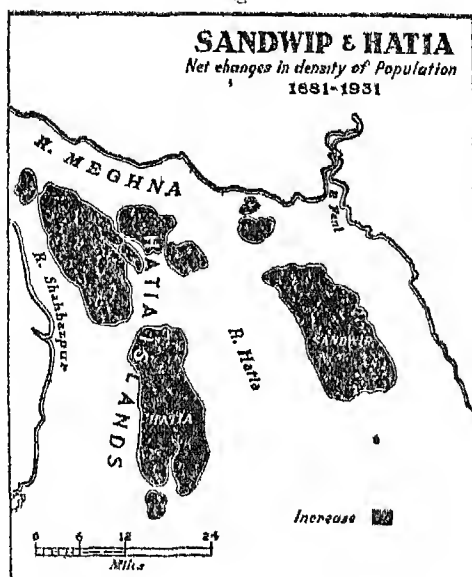 SANDWIP & HATIA
Net changes in density of Population
1881-1931
R. MEGHNA
R. Feni
R. Shahbazpur
HATIA ISLANDS
R. Hatia
SANDWIP
HATIA
Increase
0 6 12 24
Miles